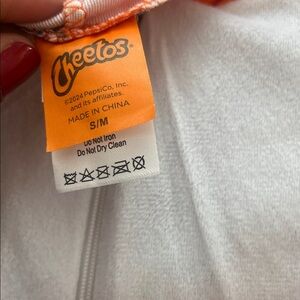 Cheetos
©2024 PepsiCo, Inc.
and its affiliates.
MADE IN CHINA
S/M
Do Not Iron
Do Not Dry Clean